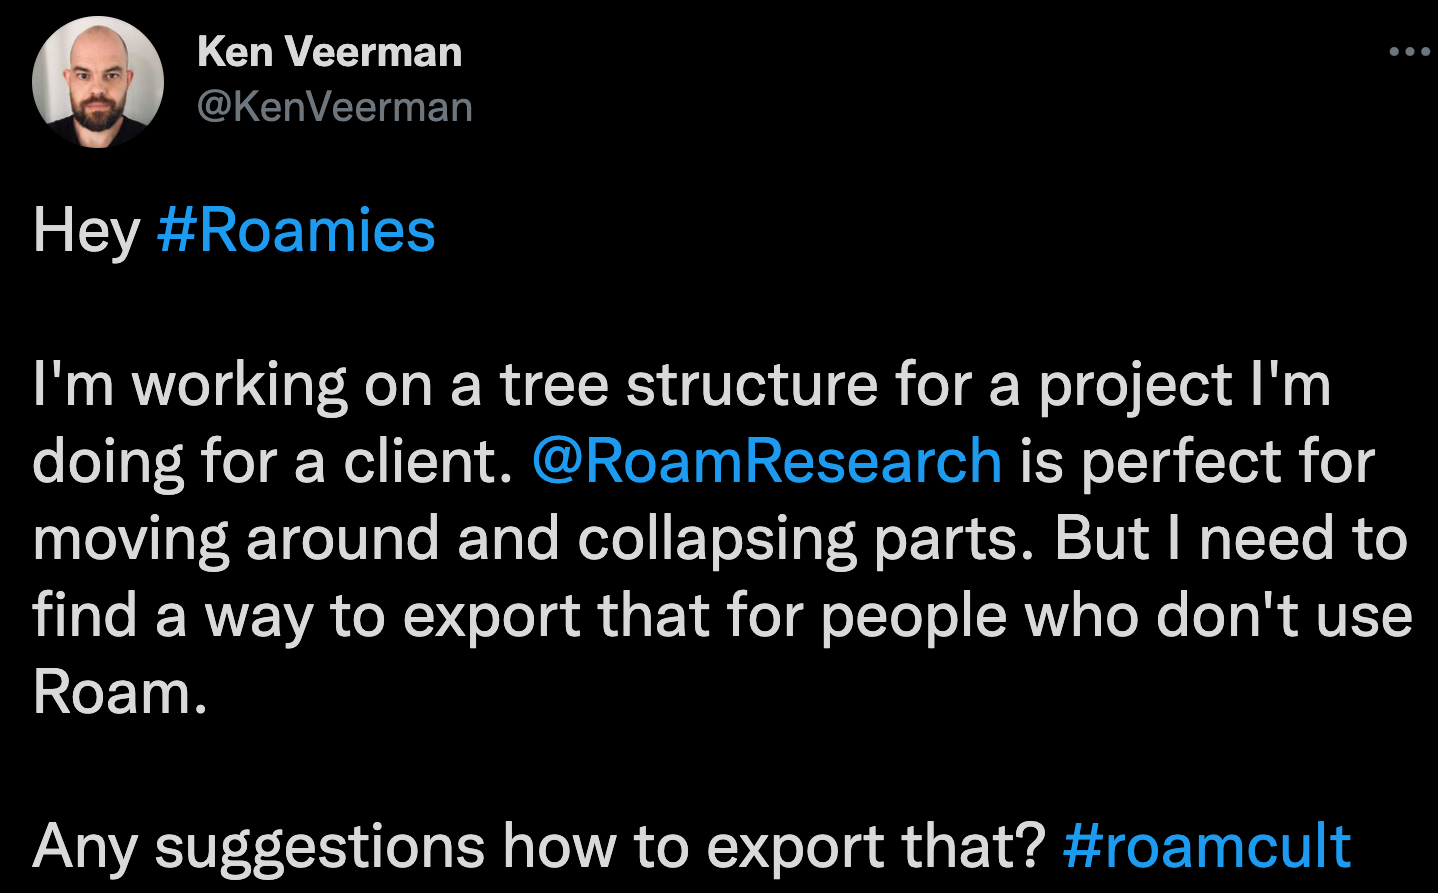 Ken Veerman
@KenVeerman
Hey #Roamies
I'm working on a tree structure for a project I'm
doing for a client. @RoamResearch is perfect for
moving around and collapsing parts. But I need to
find a way to export that for people who don't use
Roam.
Any suggestions how to export that? #roamcult